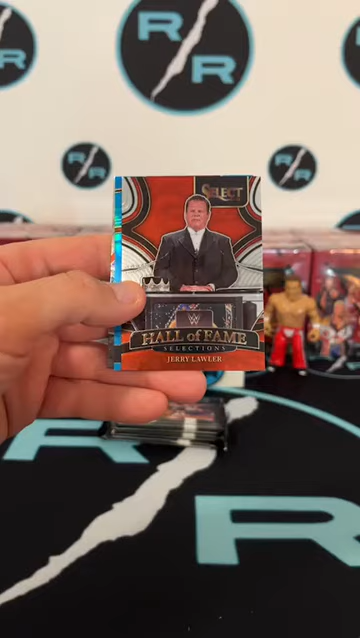 R
R
SELECT
W
HALL of FAME
SELECTIONS
JERRY LAWLER
R
R